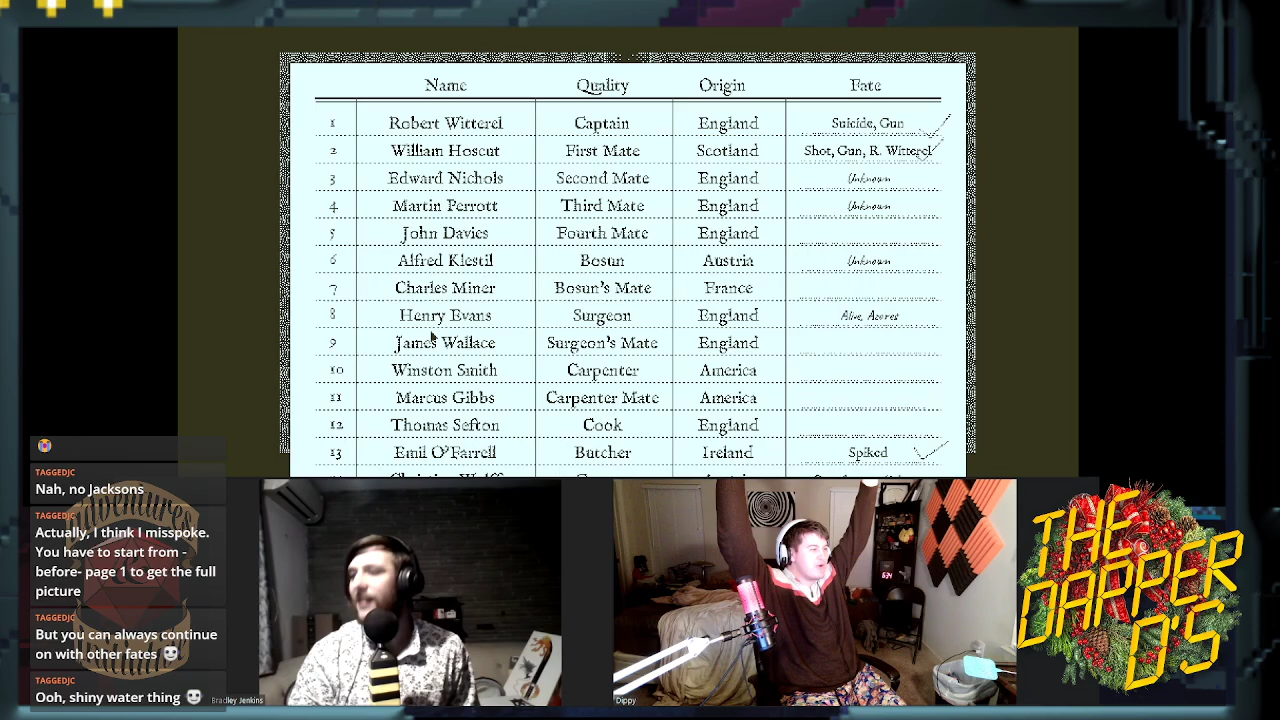 Name Quality Origin Fate
1 Robert Witterel Captain England Suicide, Gun
2 William Hoscut First Mate Scotland Shot, Gun, R. Witterel
3 Edward Nichols Second Mate England Unknown
4 Martin Perrott Third Mate England Unknown
5 John Davies Fourth Mate England
6 Alfred Klestil Bosun Austria Unknown
7 Charles Miner Bosun's Mate France
8 Henry Evans Surgeon England Alive, Azores
9 James Wallace Surgeon's Mate England
10 Winston Smith Carpenter America
11 Marcus Gibbs Carpenter Mate America
12 Thomas Sefton Cook England
13 Emil O'Farrell Butcher Ireland Spiked
TAGGEDJC
Nah, no Jacksons
TAGGEDJC
Actually, I think I misspoke.
You have to start from -
before- page 1 to get the full
picture
TAGGEDJC
But you can always continue
on with other fates
TAGGEDJC
Ooh, shiny water thing
Bradley Jenkins
Dippy
6:34
THE
DAPPER
D'S